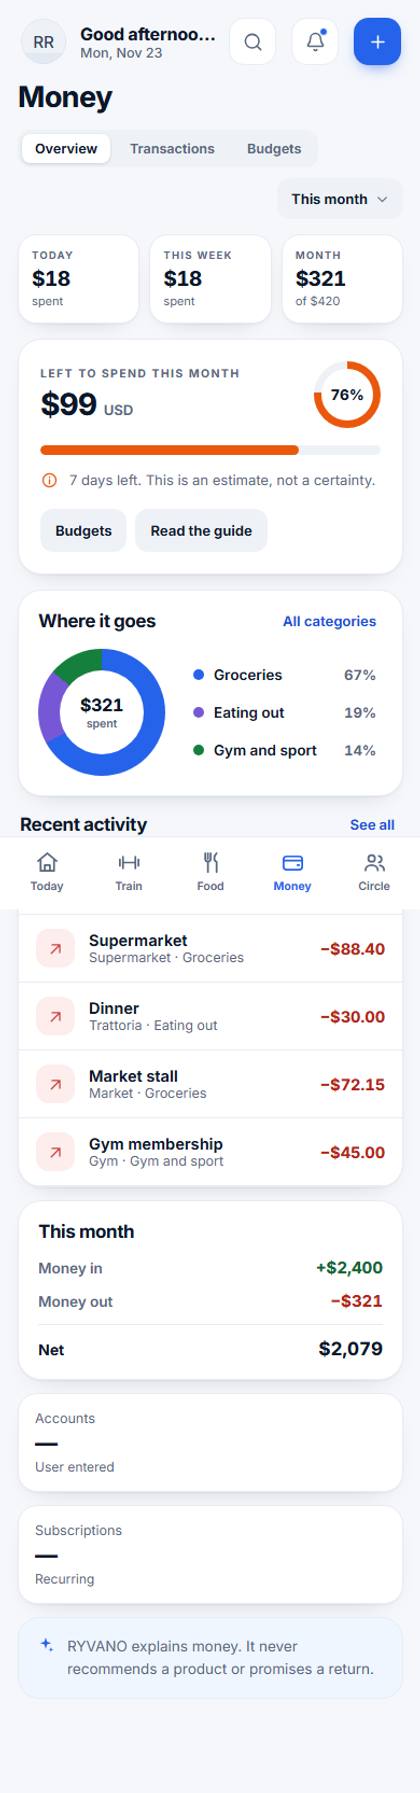 RR
Good afternoo...
Mon, Nov 23
Money
Overview
Transactions
Budgets
This month
TODAY
$18
spent
THIS WEEK
$18
spent
MONTH
$321
of $420
LEFT TO SPEND THIS MONTH
$99 USD
76%
7 days left. This is an estimate, not a certainty.
Budgets
Read the guide
Where it goes
All categories
$321
spent
Groceries 67%
Eating out 19%
Gym and sport 14%
Recent activity
See all
Today
Train
Food
Money
Circle
Supermarket
Supermarket · Groceries
−$88.40
Dinner
Trattoria · Eating out
−$30.00
Market stall
Market · Groceries
−$72.15
Gym membership
Gym · Gym and sport
−$45.00
This month
Money in +$2,400
Money out −$321
Net $2,079
Accounts
—
User entered
Subscriptions
—
Recurring
RYVANO explains money. It never
recommends a product or promises a return.